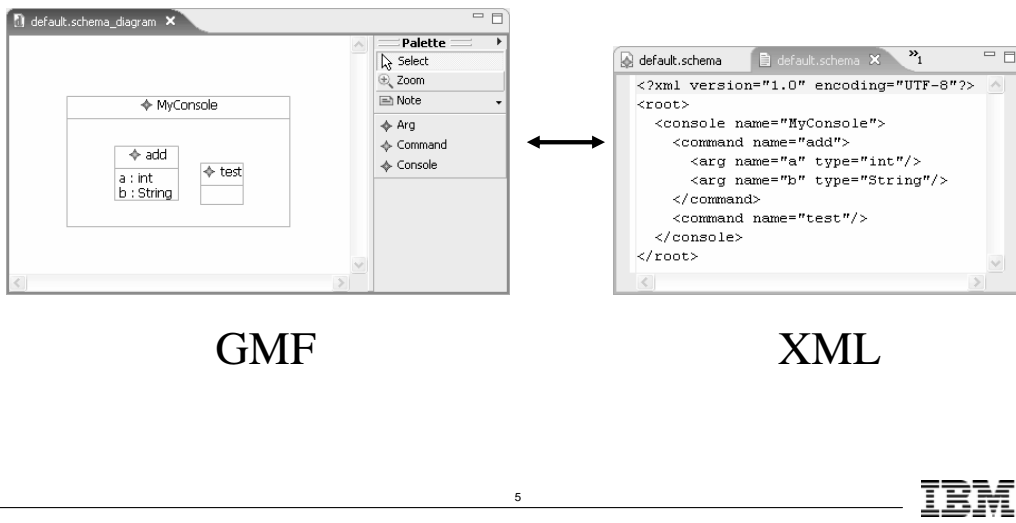 default.schema_diagram
Palette
Select
Zoom
Note
Arg
Command
Console
MyConsole
add
a : int
b : String
test
default.schema
default.schema
»1
<?xml version="1.0" encoding="UTF-8"?>
<root>
<console name="MyConsole">
<command name="add">
<arg name="a" type="int"/>
<arg name="b" type="String"/>
</command>
<command name="test"/>
</console>
</root>
GMF
XML
5
IBM